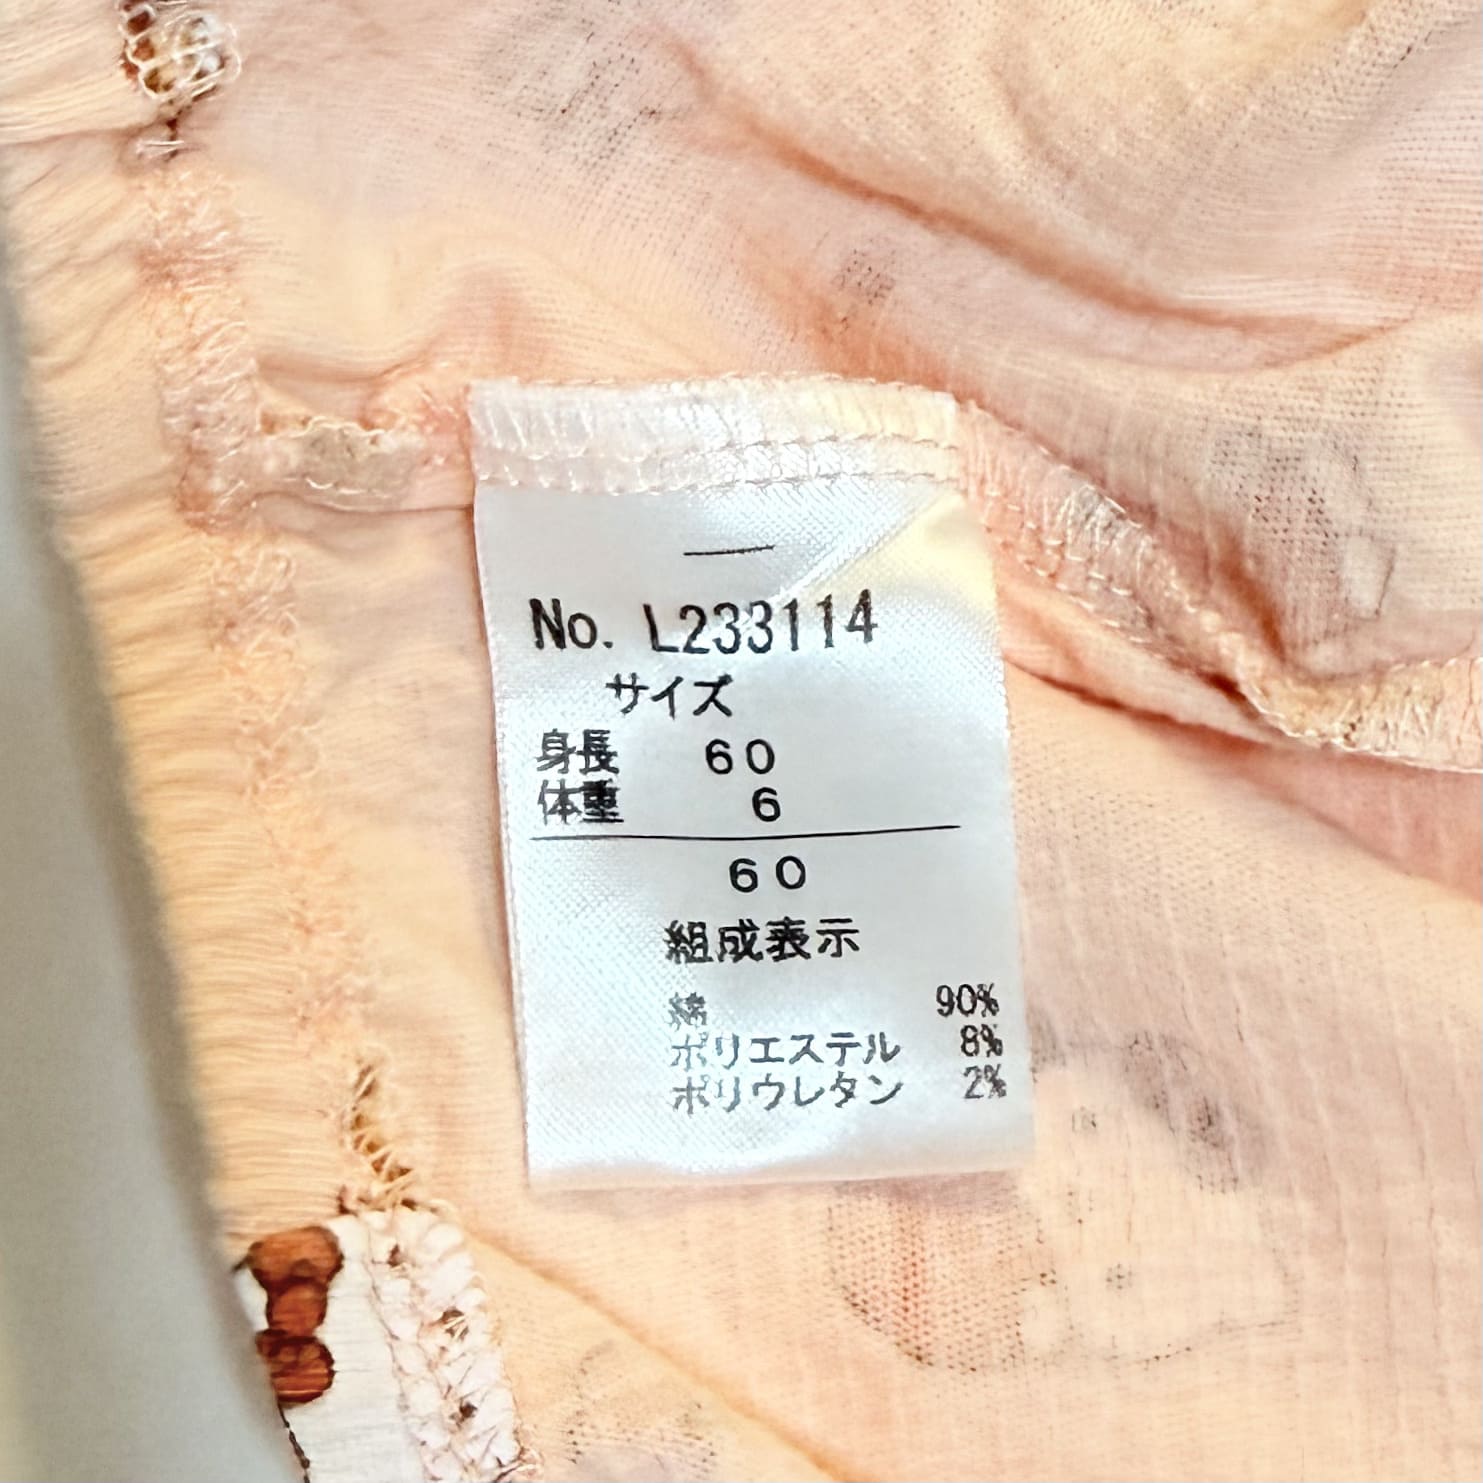 No. L233114
サイズ
身長 60
体重 6
60
組成表示
綿 90%
ポリエステル 8%
ポリウレタン 2%